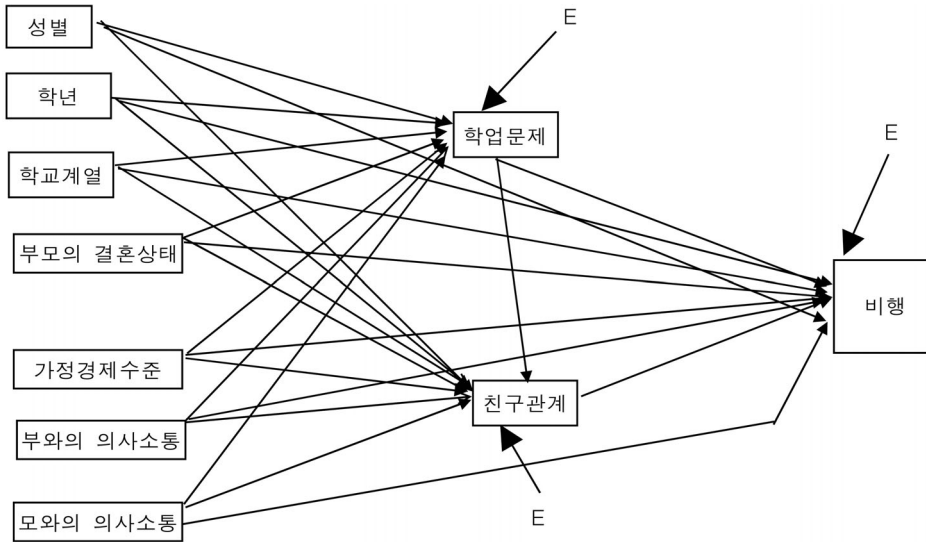 성별
E
학년
학업문제
E
학교계열
부모의 결혼상태
비행
가정경제수준
친구관계
부와의 의사소통
모와의 의사소통
E